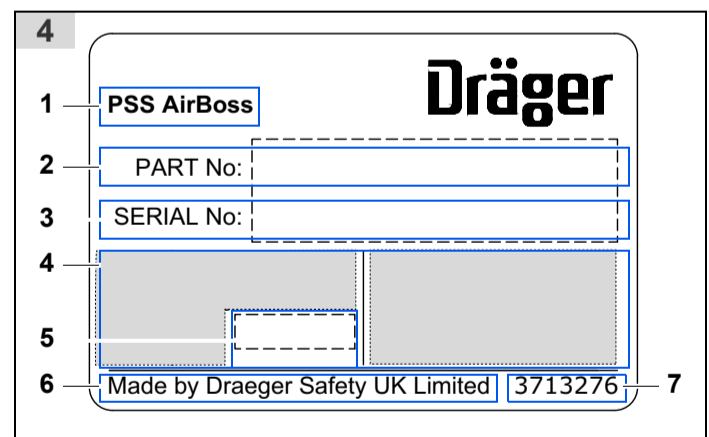 4
Dräger
1 PSS AirBoss
2 PART No:
3 SERIAL No:
4
5
6 Made by Draeger Safety UK Limited 3713276 7